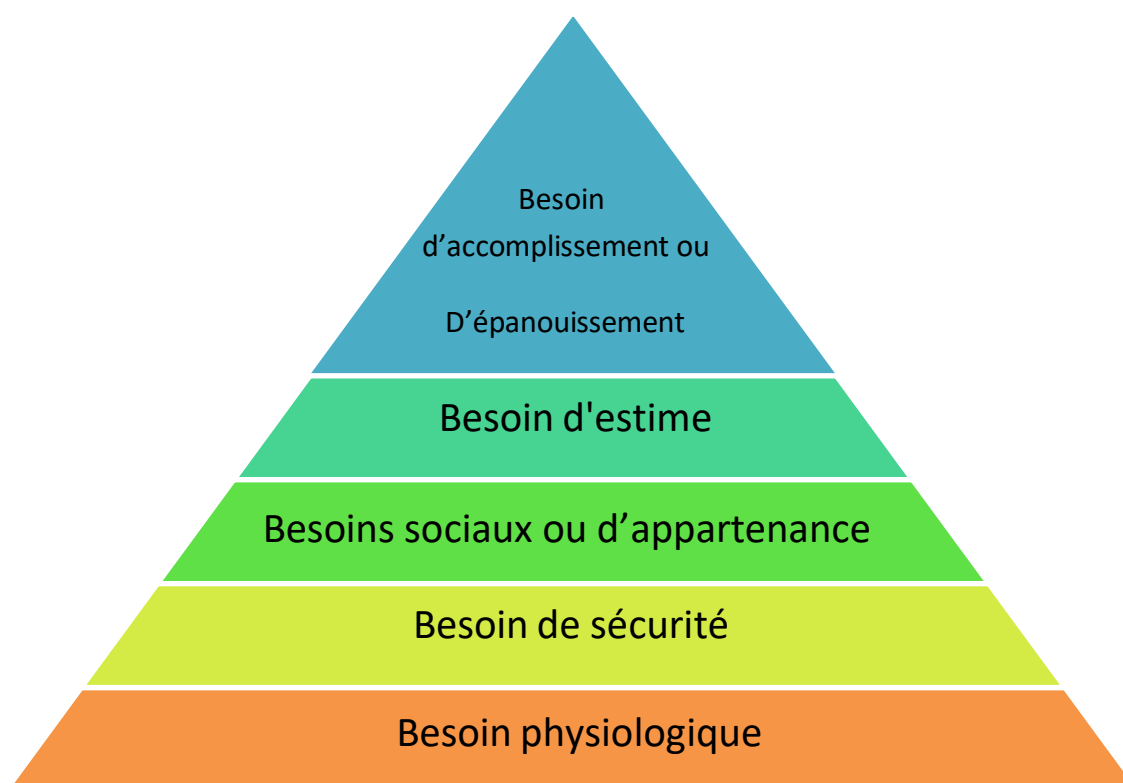 Besoin
d’accomplissement ou
D’épanouissement
Besoin d'estime
Besoins sociaux ou d’appartenance
Besoin de sécurité
Besoin physiologique